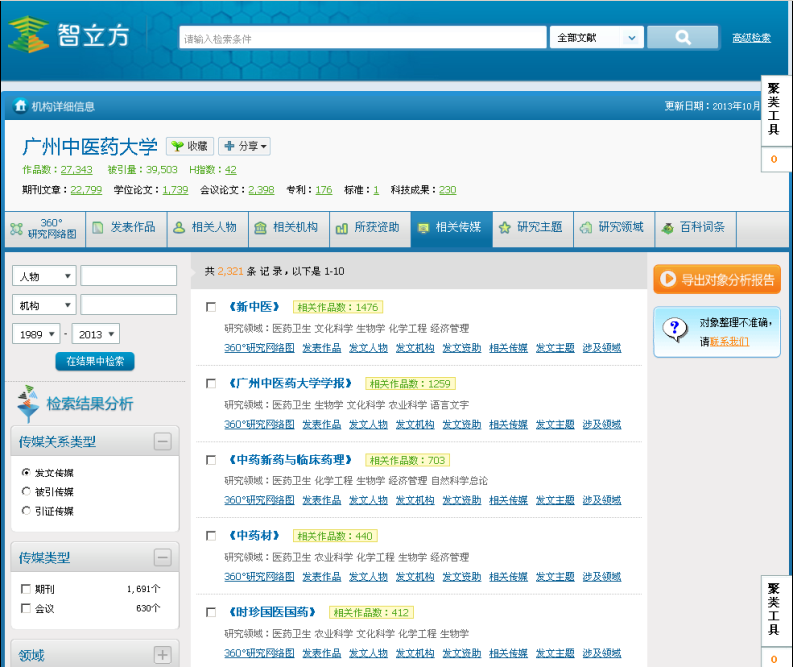 智立方
请输入检索条件
全部文献
高级检索
机构详细信息
更新日期：2013年10月
聚类工具
0
广州中医药大学
收藏
分享
作品数：27,343 被引量：39,503 H指数：42
期刊文章：22,799 学位论文：1,739 会议论文：2,398 专利：176 标准：1 科技成果：230
360°研究网络图
发表作品
相关人物
相关机构
所获资助
相关传媒
研究主题
研究领域
百科词条
人物
机构
1989 - 2013
在结果中检索
检索结果分析
传媒关系类型
发文传媒
被引传媒
引证传媒
传媒类型
期刊 1,691个
会议 630个
领域
共 2,321 条 记 录，以下是 1-10
《新中医》 相关作品数：1476
研究领域：医药卫生 文化科学 生物学 化学工程 经济管理
360°研究网络图 发表作品 发文人物 发文机构 发文资助 相关传媒 发文主题 涉及领域
《广州中医药大学学报》 相关作品数：1259
研究领域：医药卫生 生物学 文化科学 农业科学 语言文字
360°研究网络图 发表作品 发文人物 发文机构 发文资助 相关传媒 发文主题 涉及领域
《中药新药与临床药理》 相关作品数：703
研究领域：医药卫生 化学工程 生物学 经济管理 自然科学总论
360°研究网络图 发表作品 发文人物 发文机构 发文资助 相关传媒 发文主题 涉及领域
《中药材》 相关作品数：440
研究领域：医药卫生 农业科学 化学工程 生物学 经济管理
360°研究网络图 发表作品 发文人物 发文机构 发文资助 相关传媒 发文主题 涉及领域
《时珍国医国药》 相关作品数：412
研究领域：医药卫生 农业科学 文化科学 化学工程 生物学
360°研究网络图 发表作品 发文人物 发文机构 发文资助 相关传媒 发文主题 涉及领域
导出对象分析报告
对象整理不准确，
请联系我们
聚类工具
0